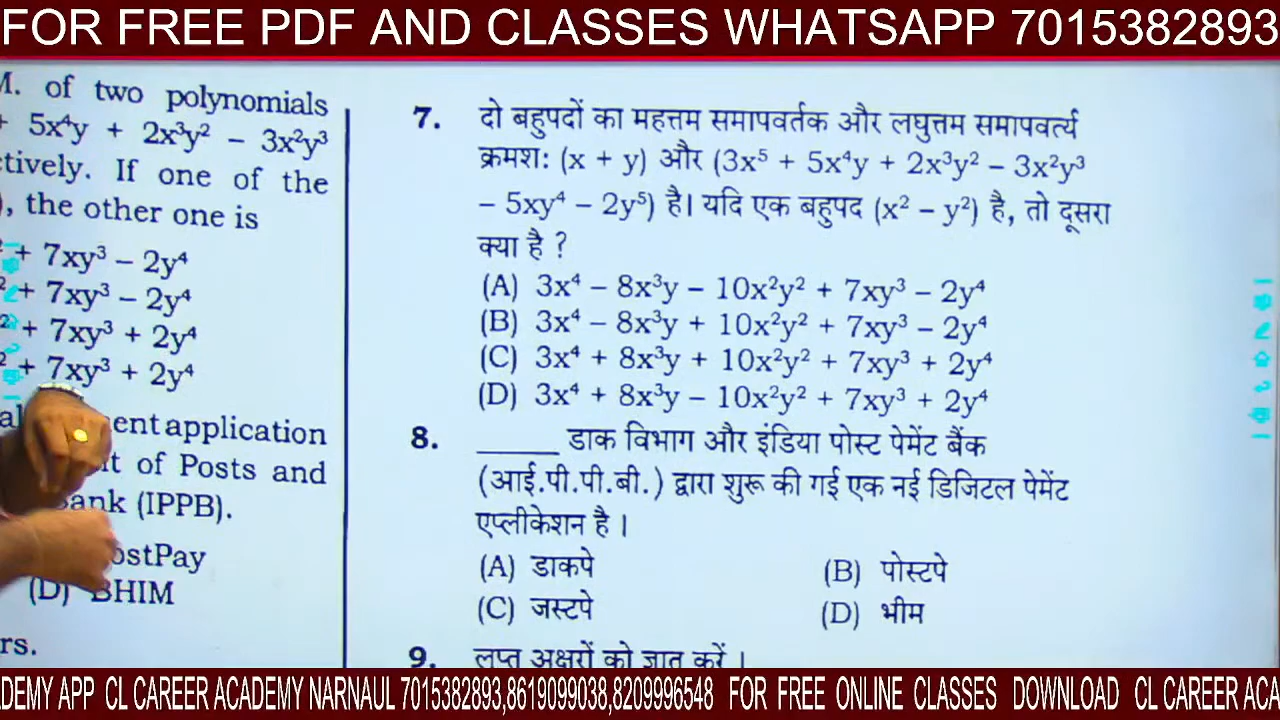 FOR FREE PDF AND CLASSES WHATSAPP 7015382893
M. of two polynomials
+ 5x⁴y + 2x³y² – 3x²y³
ctively. If one of the
), the other one is
² + 7xy³ – 2y⁴
² + 7xy³ – 2y⁴
² + 7xy³ + 2y⁴
² + 7xy³ + 2y⁴
ent application
t of Posts and
Bank (IPPB).
ostPay
(D) BHIM
rs.
7. दो बहुपदों का महत्तम समापवर्तक और लघुत्तम समापवर्त्य
क्रमश: (x + y) और (3x⁵ + 5x⁴y + 2x³y² – 3x²y³
– 5xy⁴ – 2y⁵) है। यदि एक बहुपद (x² – y²) है, तो दूसरा
क्या है ?
(A) 3x⁴ – 8x³y – 10x²y² + 7xy³ – 2y⁴
(B) 3x⁴ – 8x³y + 10x²y² + 7xy³ – 2y⁴
(C) 3x⁴ + 8x³y + 10x²y² + 7xy³ + 2y⁴
(D) 3x⁴ + 8x³y – 10x²y² + 7xy³ + 2y⁴
8. _____ डाक विभाग और इंडिया पोस्ट पेमेंट बैंक
(आई.पी.पी.बी.) द्वारा शुरू की गई एक नई डिजिटल पेमेंट
एप्लीकेशन है ।
(A) डाकपे (B) पोस्टपे
(C) जस्टपे (D) भीम
9. लुप्त अक्षरों को ज्ञात करें ।
ADEMY APP CL CAREER ACADEMY NARNAUL 7015382893,8619099038,8209996548 FOR FREE ONLINE CLASSES DOWNLOAD CL CAREER ACA